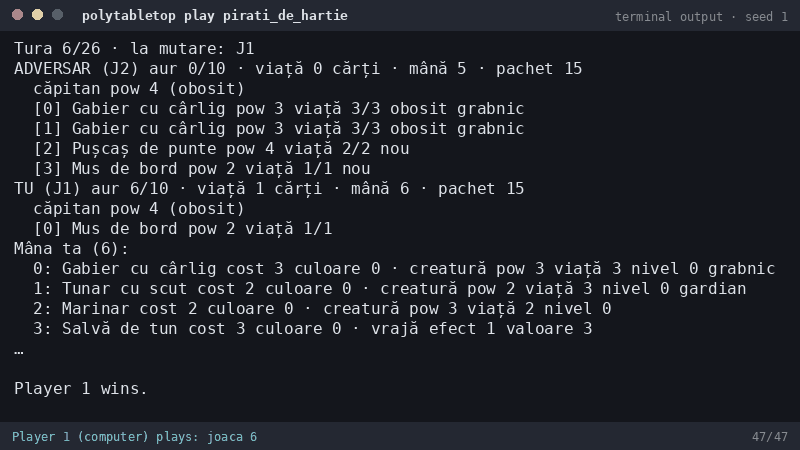 polytabletop play pirati_de_hartie
terminal output · seed 1
Tura 6/26 · la mutare: J1
ADVERSAR (J2) aur 0/10 · viață 0 cărți · mână 5 · pachet 15
căpitan pow 4 (obosit)
[0] Gabier cu cârlig pow 3 viață 3/3 obosit grabnic
[1] Gabier cu cârlig pow 3 viață 3/3 obosit grabnic
[2] Pușcaș de punte pow 4 viață 2/2 nou
[3] Mus de bord pow 2 viață 1/1 nou
TU (J1) aur 6/10 · viață 1 cărți · mână 6 · pachet 15
căpitan pow 4 (obosit)
[0] Mus de bord pow 2 viață 1/1
Mâna ta (6):
0: Gabier cu cârlig cost 3 culoare 0 · creatură pow 3 viață 3 nivel 0 grabnic
1: Tunar cu scut cost 2 culoare 0 · creatură pow 2 viață 3 nivel 0 gardian
2: Marinar cost 2 culoare 0 · creatură pow 3 viață 2 nivel 0
3: Salvă de tun cost 3 culoare 0 · vrajă efect 1 valoare 3
…
Player 1 wins.
Player 1 (computer) plays: joaca 6
47/47